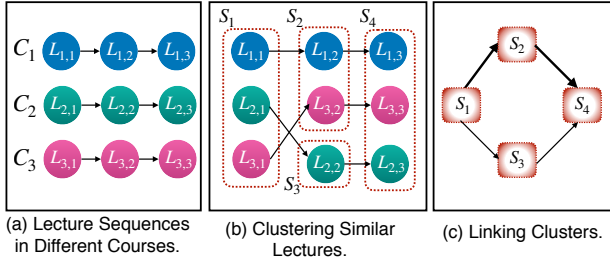 C1 L1,1 L1,2 L1,3
C2 L2,1 L2,2 L2,3
C3 L3,1 L3,2 L3,3
(a) Lecture Sequences
in Different Courses.
S1 S2 S4
L1,1 L1,2 L1,3
L2,1 L3,2 L3,3
L3,1 L2,2 L2,3
S3
(b) Clustering Similar
Lectures.
S2
S1 S4
S3
(c) Linking Clusters.